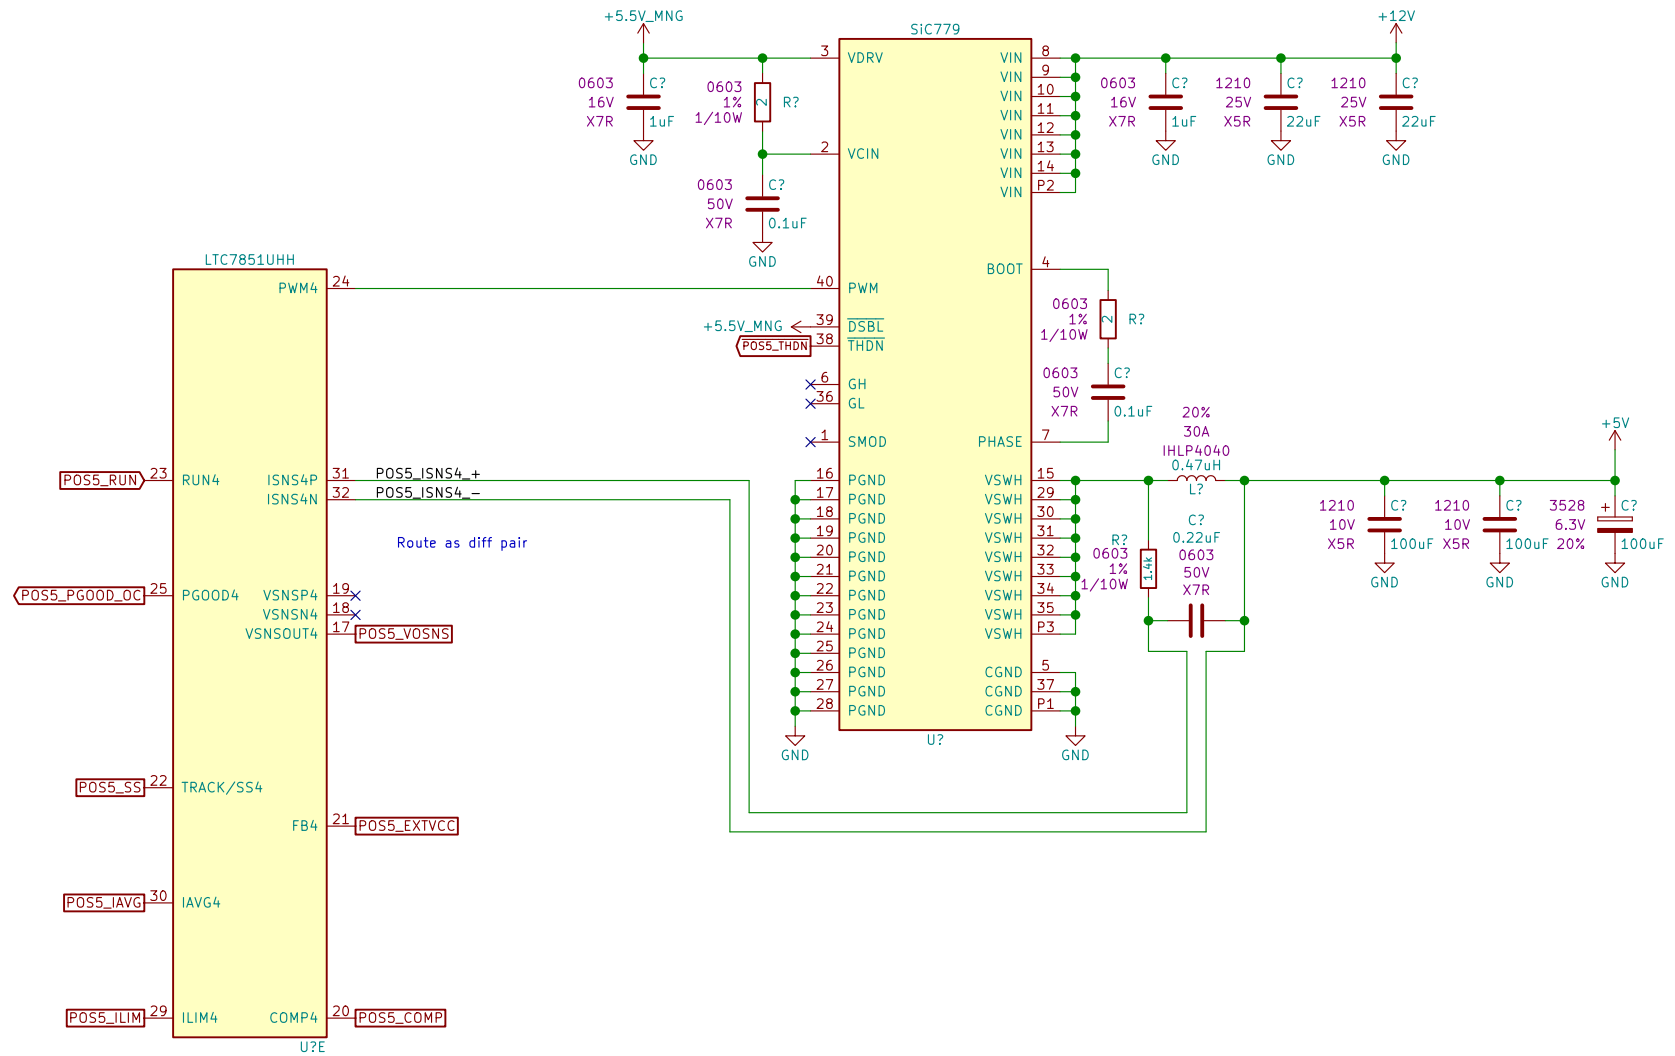 +5.5V_MNG
SiC779
+12V
3 VDRV
VIN 8
VIN 9
VIN 10
VIN 11
VIN 12
VIN 13
VIN 14
VIN P2
0603
16V
X7R
C?
1uF
GND
0603
1%
1/10W
2
R?
2 VCIN
0603
50V
X7R
C?
0.1uF
GND
0603
16V
X7R
C?
1uF
GND
1210
25V
X5R
C?
22uF
GND
1210
25V
X5R
C?
22uF
GND
LTC7851UHH
PWM4 24
40 PWM
+5.5V_MNG
39 DSBL
POS5_THDN
38 THDN
6 GH
36 GL
1 SMOD
BOOT 4
0603
1%
1/10W
2
R?
0603
50V
X7R
C?
0.1uF
PHASE 7
20%
30A
IHLP4040
0.47uH
L?
+5V
POS5_RUN
23 RUN4
ISNS4P 31
POS5_ISNS4_+
ISNS4N 32
POS5_ISNS4_-
Route as diff pair
16 PGND
17 PGND
18 PGND
19 PGND
20 PGND
21 PGND
22 PGND
23 PGND
24 PGND
25 PGND
26 PGND
27 PGND
28 PGND
GND
VSWH 15
VSWH 29
VSWH 30
VSWH 31
VSWH 32
VSWH 33
VSWH 34
VSWH 35
VSWH P3
CGND 5
CGND 37
CGND P1
GND
U?
R?
0603
1%
1/10W
1.4k
C?
0.22uF
0603
50V
X7R
1210
10V
X5R
C?
100uF
GND
1210
10V
X5R
C?
100uF
GND
3528
6.3V
20%
+
C?
100uF
GND
POS5_PGOOD_OC
25 PGOOD4
VSNSP4 19
VSNSN4 18
VSNSOUT4 17
POS5_VOSNS
POS5_SS
22 TRACK/SS4
FB4 21
POS5_EXTVCC
POS5_IAVG
30 IAVG4
POS5_ILIM
29 ILIM4
COMP4 20
POS5_COMP
U?E